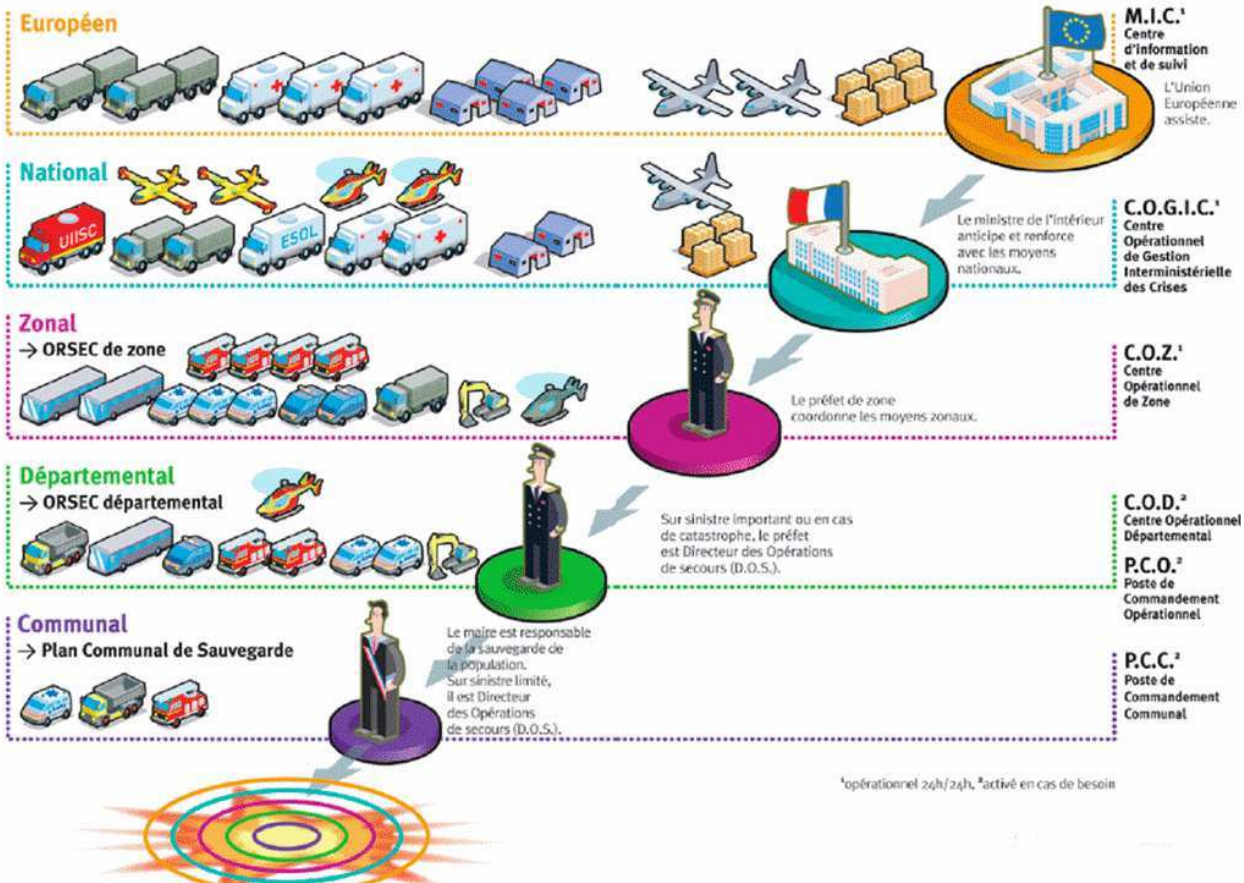 Européen
M.I.C.¹
Centre
d'information
et de suivi
L'Union
Européenne
assiste.
National
UIISC
ESOL
Le ministre de l'intérieur
anticipe et renforce
avec les moyens
nationaux.
C.O.G.I.C.¹
Centre
Opérationnel
de Gestion
Interministérielle
des Crises
Zonal
→ ORSEC de zone
Le préfet de zone
coordonne les moyens zonaux.
C.O.Z.¹
Centre
Opérationnel
de Zone
Départemental
→ ORSEC départemental
Sur sinistre important ou en cas
de catastrophe, le préfet
est Directeur des Opérations
de secours (D.O.S.).
C.O.D.²
Centre Opérationnel
Départemental
P.C.O.²
Poste de
Commandement
Opérationnel
Communal
→ Plan Communal de Sauvegarde
Le maire est responsable
de la sauvegarde de
la population.
Sur sinistre limité,
il est Directeur
des Opérations
de secours (D.O.S.).
P.C.C.²
Poste de
Commandement
Communal
¹opérationnel 24h/24h, ²activé en cas de besoin